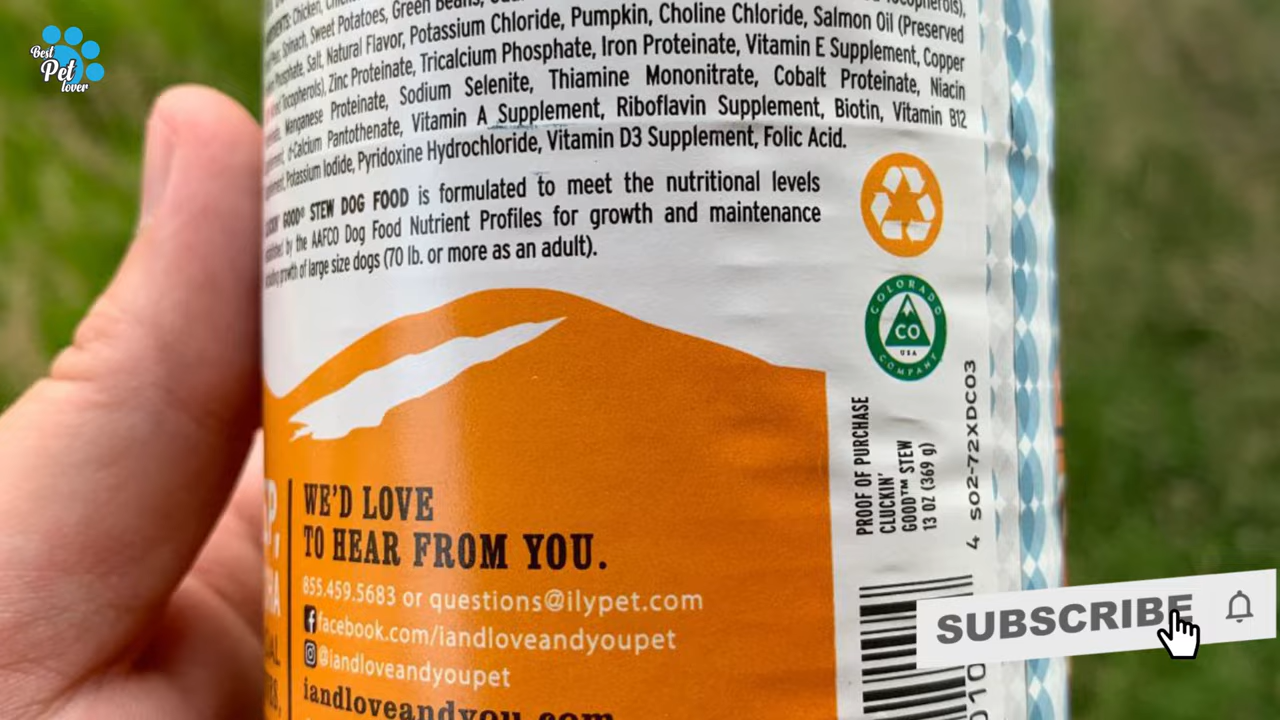 Best
Pet
lover
Chicken,
Spinach, Sweet Potatoes, Green Beans,
Phosphate, Salt, Natural Flavor, Potassium Chloride, Pumpkin, Choline Chloride, Salmon Oil (Preserved
Tocopherols), Zinc Proteinate, Tricalcium Phosphate, Iron Proteinate, Vitamin E Supplement, Copper
Manganese Proteinate, Sodium Selenite, Thiamine Mononitrate, Cobalt Proteinate, Niacin
d-Calcium Pantothenate, Vitamin A Supplement, Riboflavin Supplement, Biotin, Vitamin B12
Potassium Iodide, Pyridoxine Hydrochloride, Vitamin D3 Supplement, Folic Acid.
GOOD® STEW DOG FOOD is formulated to meet the nutritional levels
by the AAFCO Dog Food Nutrient Profiles for growth and maintenance
growth of large size dogs (70 lb. or more as an adult).
COLORADO
CO
USA
COMPANY
PROOF OF PURCHASE
CLUCKIN'
GOOD™ STEW
13 OZ (369 g)
4 S02-72XDC03
WE'D LOVE
TO HEAR FROM YOU.
855.459.5683 or questions@ilypet.com
facebook.com/iandloveandyoupet
@iandloveandyoupet
iandloveandyou.com
SUBSCRIBE